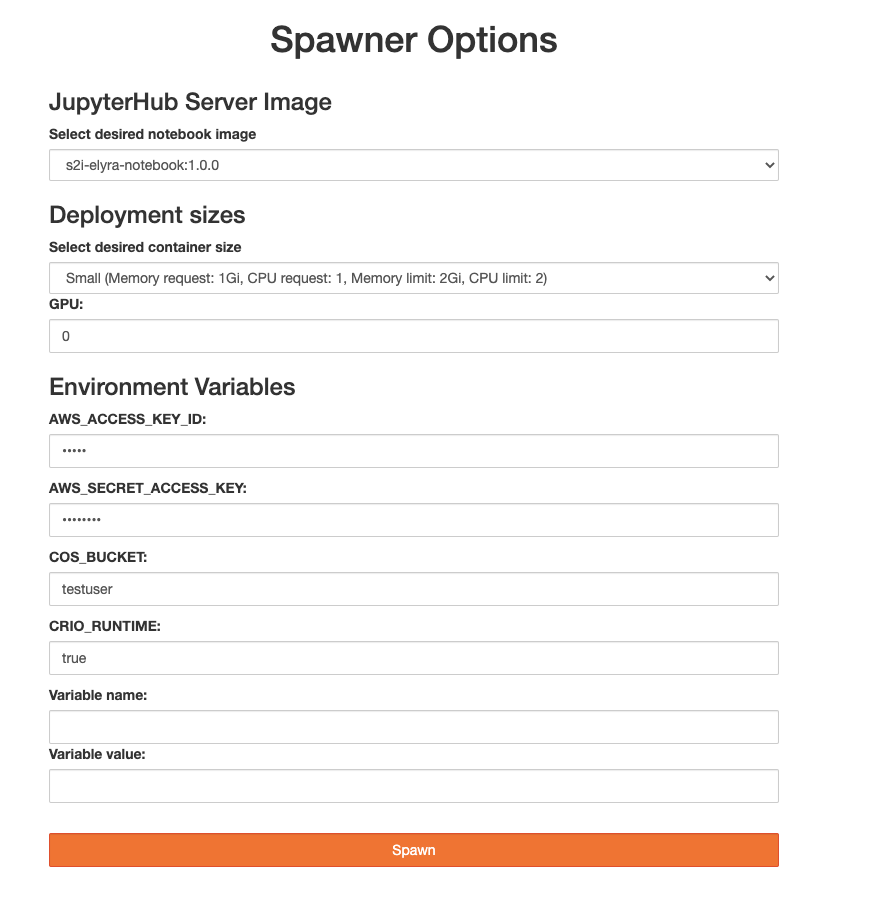 Spawner Options
JupyterHub Server Image
Select desired notebook image
s2i-elyra-notebook:1.0.0
Deployment sizes
Select desired container size
Small (Memory request: 1Gi, CPU request: 1, Memory limit: 2Gi, CPU limit: 2)
GPU:
0
Environment Variables
AWS_ACCESS_KEY_ID:
•••••
AWS_SECRET_ACCESS_KEY:
••••••••
COS_BUCKET:
testuser
CRIO_RUNTIME:
true
Variable name:
Variable value:
Spawn